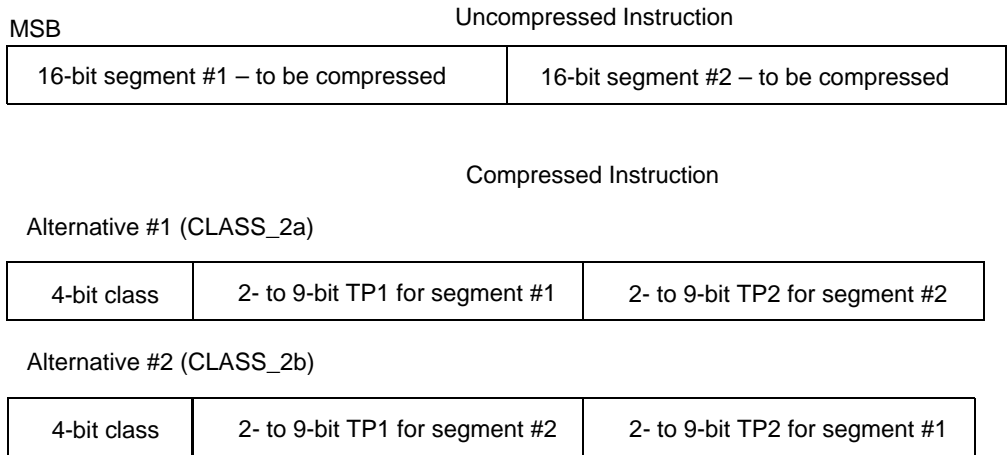 Uncompressed Instruction
MSB
16-bit segment #1 – to be compressed
16-bit segment #2 – to be compressed
Compressed Instruction
Alternative #1 (CLASS_2a)
4-bit class
2- to 9-bit TP1 for segment #1
2- to 9-bit TP2 for segment #2
Alternative #2 (CLASS_2b)
4-bit class
2- to 9-bit TP1 for segment #2
2- to 9-bit TP2 for segment #1